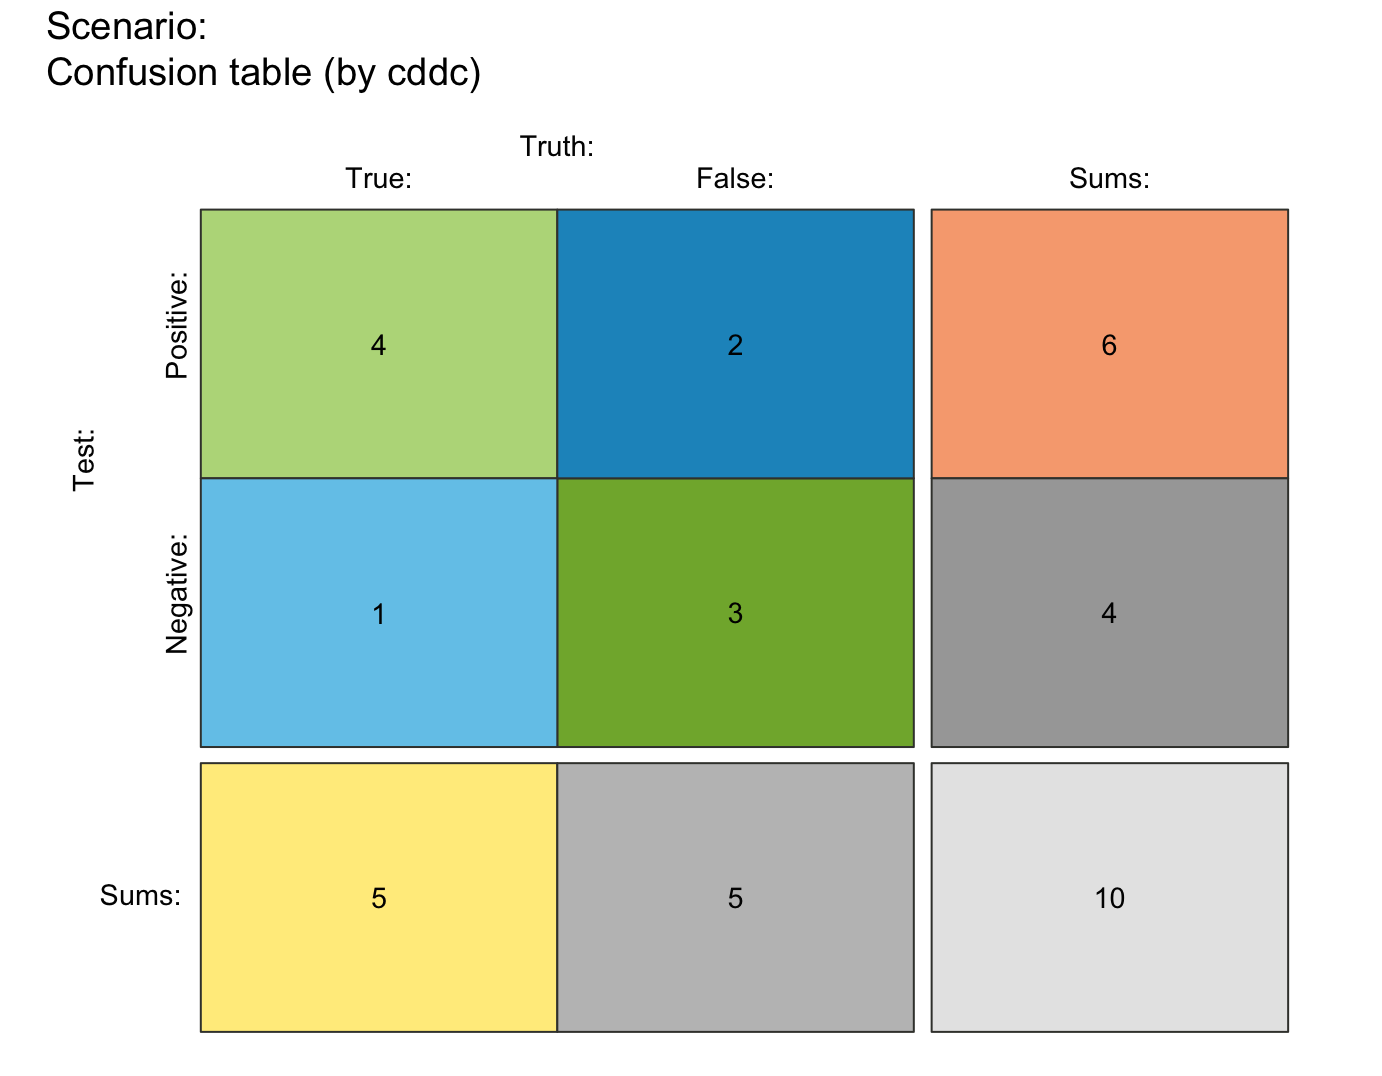 Scenario:
Confusion table (by cddc)
Truth:
True: False: Sums:
Test:
Positive:
4 2 6
Negative:
1 3 4
Sums:
5 5 10